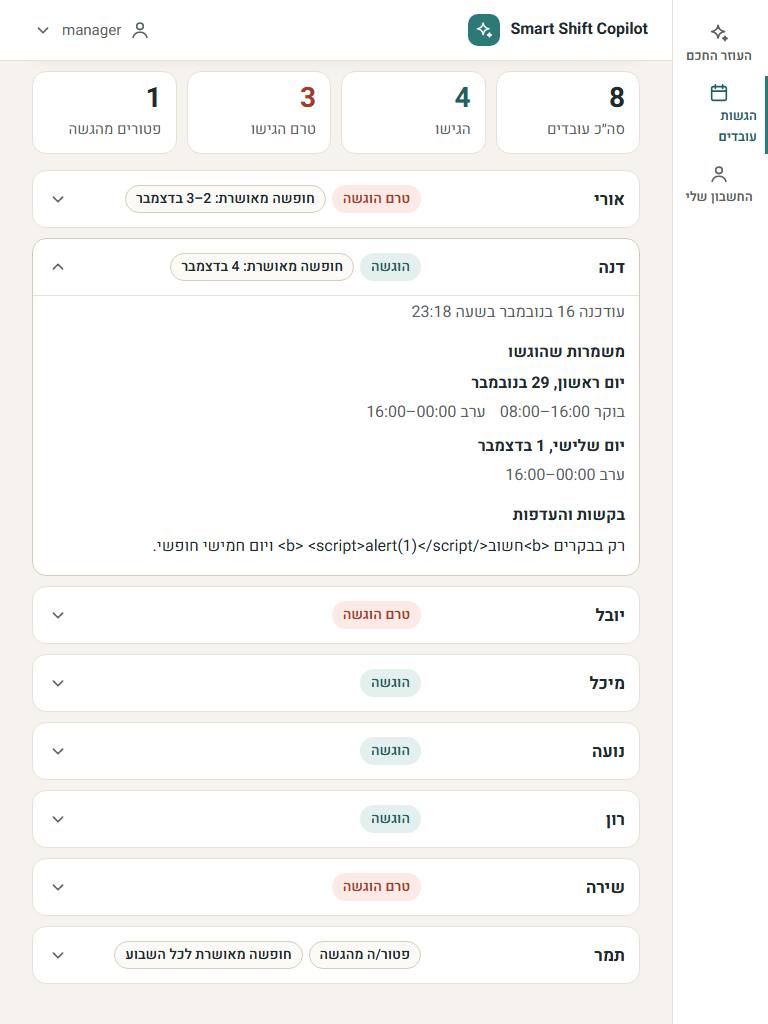 Smart Shift Copilot
manager
העוזר החכם
הגשות
עובדים
החשבון שלי
8
סה"כ עובדים
4
הגישו
3
טרם הגישו
1
פטורים מהגשה
אורי
טרם הוגשה
חופשה מאושרת: 2–3 בדצמבר
דנה
הוגשה
חופשה מאושרת: 4 בדצמבר
עודכנה 16 בנובמבר בשעה 23:18
משמרות שהוגשו
יום ראשון, 29 בנובמבר
בוקר 08:00–16:00 ערב 16:00–00:00
יום שלישי, 1 בדצמבר
ערב 16:00–00:00
בקשות והעדפות
רק בבקרים <b>חשוב</b> <script>alert(1)</script> ויום חמישי חופשי.
יובל
טרם הוגשה
מיכל
הוגשה
נועה
הוגשה
רון
הוגשה
שירה
טרם הוגשה
תמר
פטור/ה מהגשה
חופשה מאושרת לכל השבוע